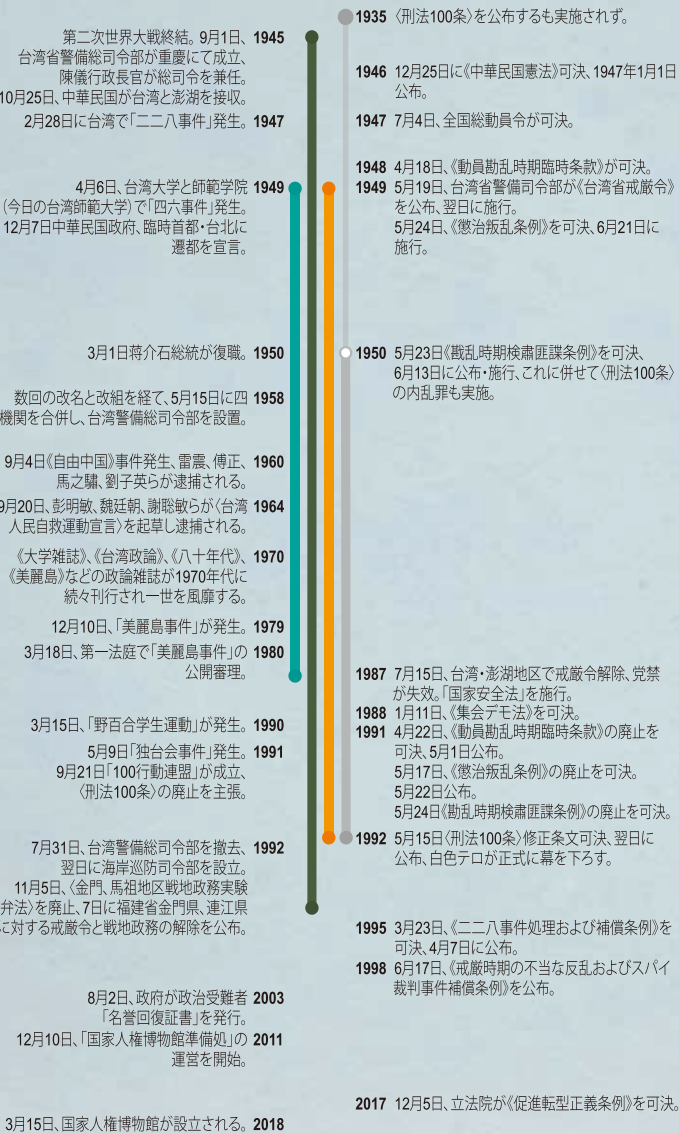 第二次世界大戦終結。9月1日、 1945
台湾省警備総司令部が重慶にて成立、
陳儀行政長官が総司令を兼任。
10月25日、中華民国が台湾と澎湖を接収。
2月28日に台湾で「二二八事件」発生。 1947
4月6日、台湾大学と師範学院 1949
(今日の台湾師範大学)で「四六事件」発生。
12月7日中華民国政府、臨時首都・台北に
遷都を宣言。
3月1日蒋介石総統が復職。 1950
数回の改名と改組を経て、5月15日に四 1958
機関を合併し、台湾警備総司令部を設置。
9月4日《自由中国》事件発生、雷震、傅正、 1960
馬之驌、劉子英らが逮捕される。
9月20日、彭明敏、魏廷朝、謝聡敏らが〈台湾 1964
人民自救運動宣言〉を起草し逮捕される。
《大学雑誌》、《台湾政論》、《八十年代》、 1970
《美麗島》などの政論雑誌が1970年代に
続々刊行され一世を風靡する。
12月10日、「美麗島事件」が発生。 1979
3月18日、第一法庭で「美麗島事件」の 1980
公開審理。
3月15日、「野百合学生運動」が発生。 1990
5月9日「独台会事件」発生。 1991
9月21日「100行動連盟」が成立、
〈刑法100条〉の廃止を主張。
7月31日、台湾警備総司令部を撤去、 1992
翌日に海岸巡防司令部を設立。
11月5日、〈金門、馬祖地区戦地政務実験
弁法〉を廃止、7日に福建省金門県、連江県
に対する戒厳令と戦地政務の解除を公布。
8月2日、政府が政治受難者 2003
「名誉回復証書」を発行。
12月10日、「国家人権博物館準備処」の 2011
運営を開始。
3月15日、国家人権博物館が設立される。 2018
1935 〈刑法100条〉を公布するも実施されず。
1946 12月25日に《中華民国憲法》可決、1947年1月1日
公布。
1947 7月4日、全国総動員令が可決。
1948 4月18日、《動員勘乱時期臨時条款》が可決。
1949 5月19日、台湾省警備司令部が《台湾省戒厳令》
を公布、翌日に施行。
5月24日、《懲治叛乱条例》を可決、6月21日に
施行。
1950 5月23日《戡乱時期検粛匪諜条例》を可決、
6月13日に公布・施行、これに併せて〈刑法100条〉
の内乱罪も実施。
1987 7月15日、台湾・澎湖地区で戒厳令解除、党禁
が失効。「国家安全法」を施行。
1988 1月11日、《集会デモ法》を可決。
1991 4月22日、《動員勘乱時期臨時条款》の廃止を
可決、5月1日公布。
5月17日、《懲治叛乱条例》の廃止を可決。
5月22日公布。
5月24日《勘乱時期検粛匪諜条例》の廃止を可決。
1992 5月15日〈刑法100条〉修正条文可決、翌日に
公布、白色テロが正式に幕を下ろす。
1995 3月23日、《二二八事件処理および補償条例》を
可決、4月7日に公布。
1998 6月17日、《戒厳時期の不当な反乱およびスパイ
裁判事件補償条例》を公布。
2017 12月5日、立法院が《促進転型正義条例》を可決。